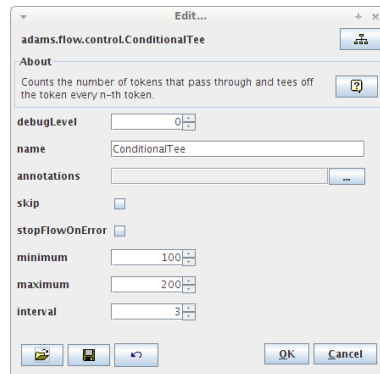 Edit...
adams.flow.control.ConditionalTee
About
Counts the number of tokens that pass through and tees off
the token every n-th token.
debugLevel 0
name ConditionalTee
annotations ...
skip
stopFlowOnError
minimum 100
maximum 200
interval 3
OK Cancel